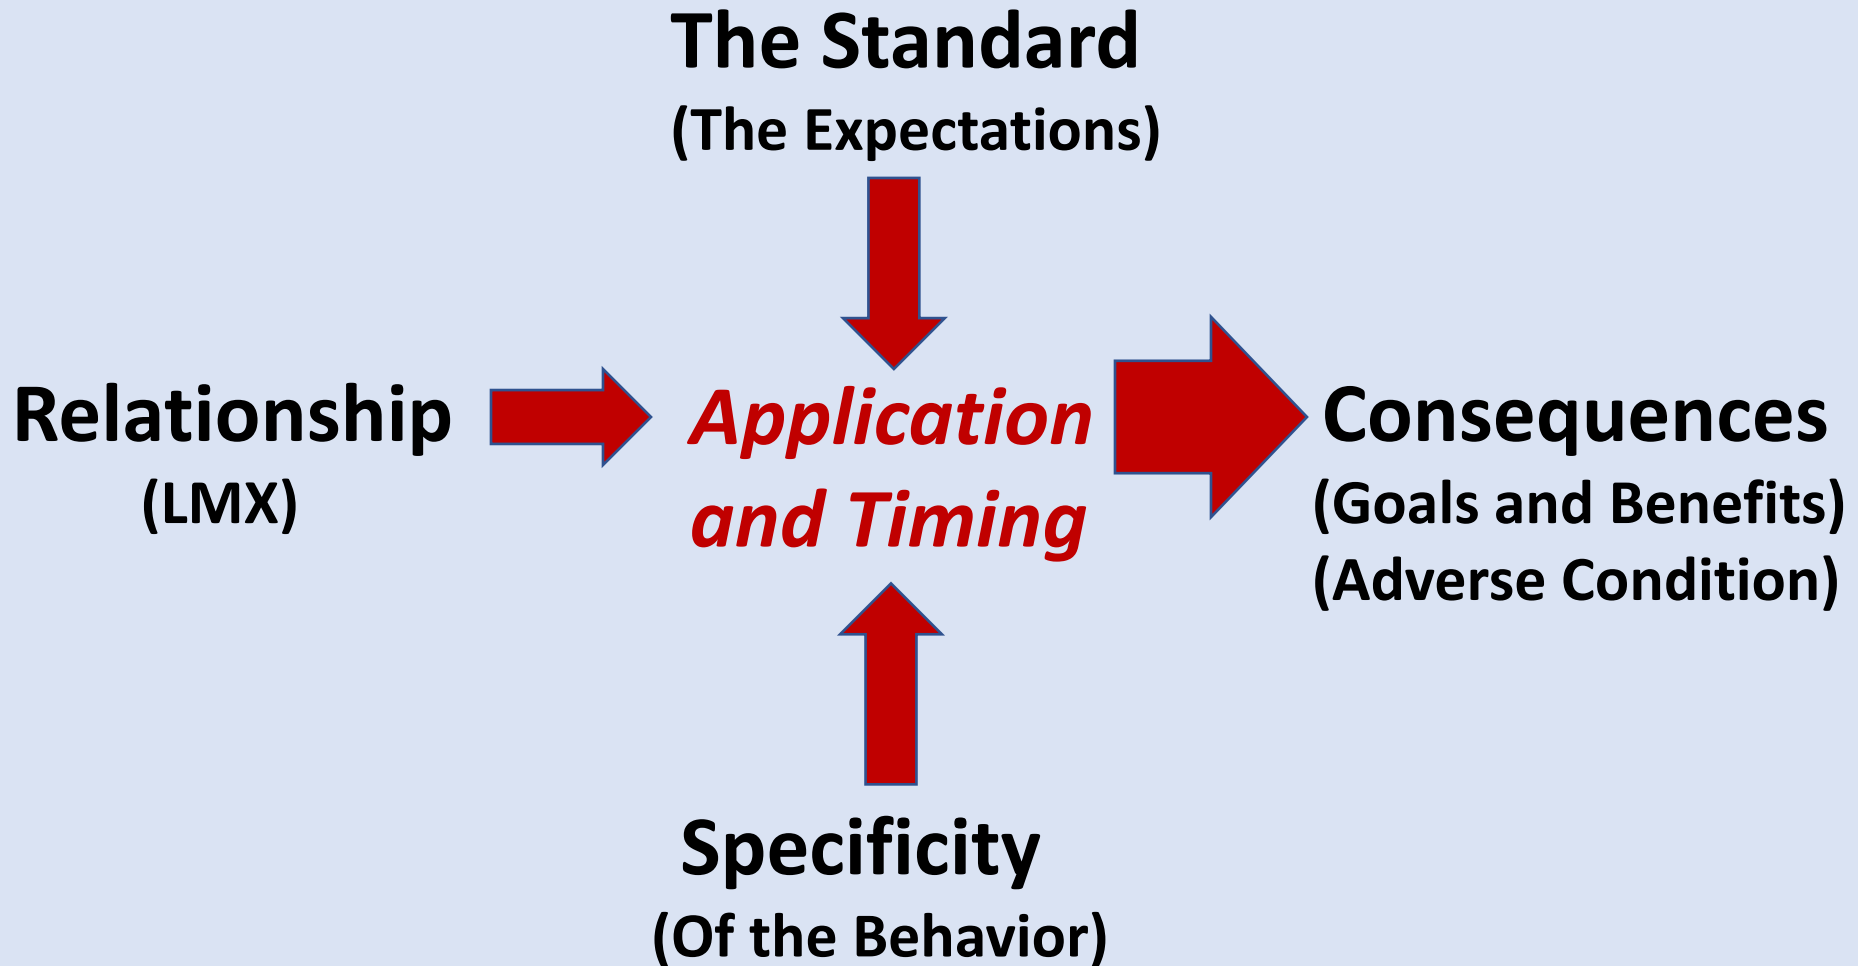 The Standard
(The Expectations)
Relationship
(LMX)
Application
and Timing
Consequences
(Goals and Benefits)
(Adverse Condition)
Specificity
(Of the Behavior)